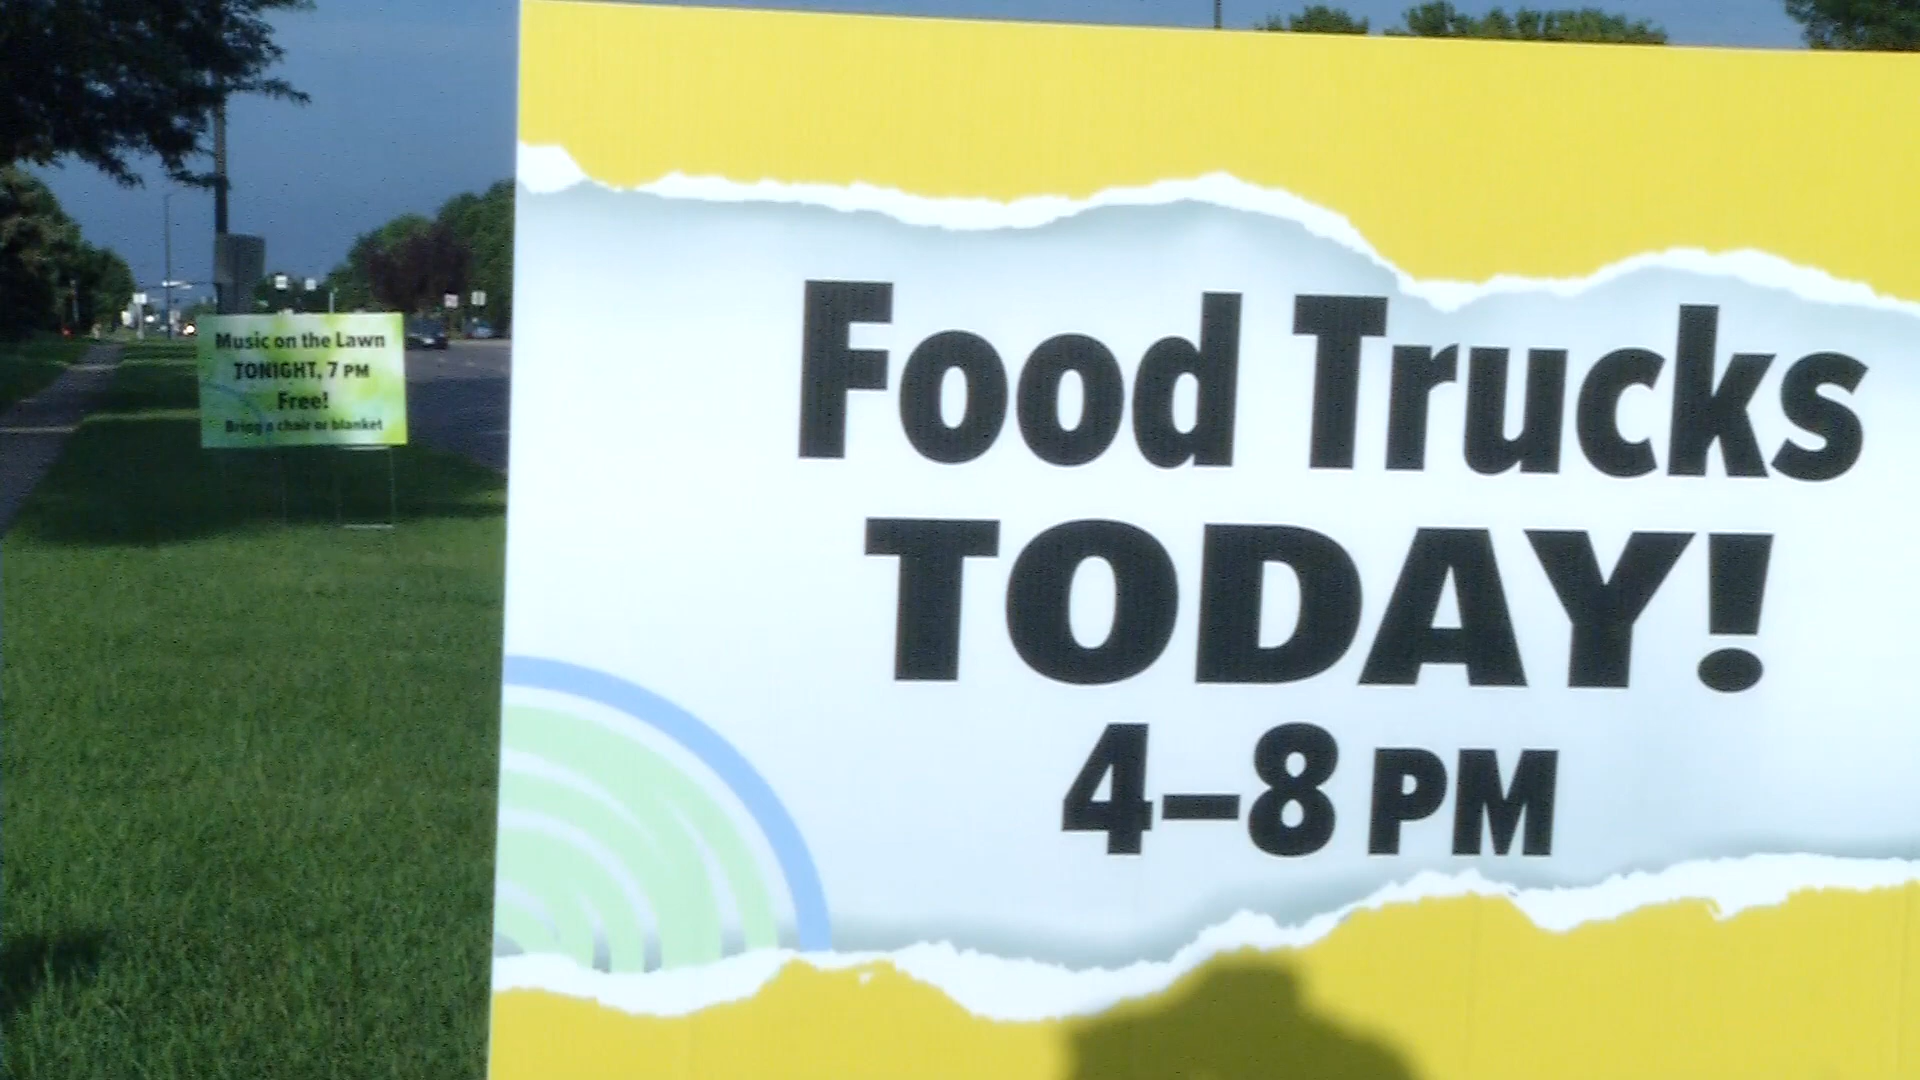 Food Trucks
TODAY!
4–8 PM
Music on the Lawn
TONIGHT, 7 PM
Free!
Bring a chair or blanket